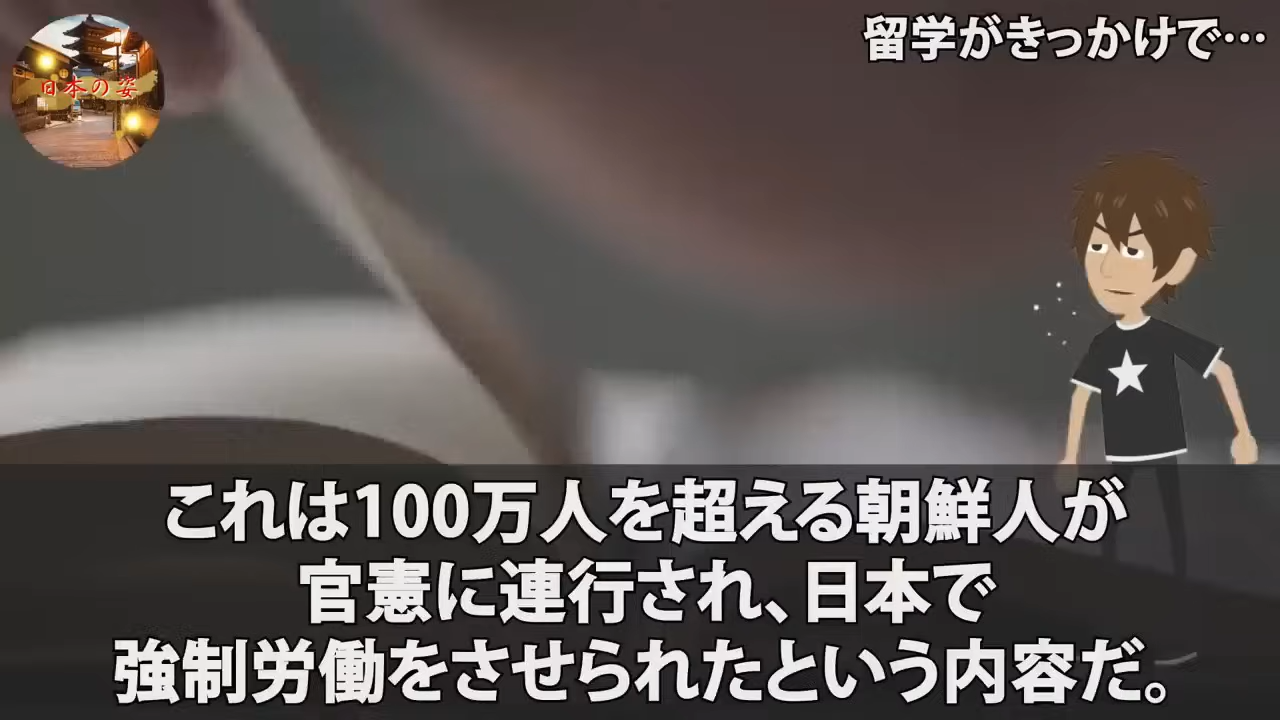 留学がきっかけで…
日本の姿
これは100万人を超える朝鮮人が
官憲に連行され、日本で
強制労働をさせられたという内容だ。